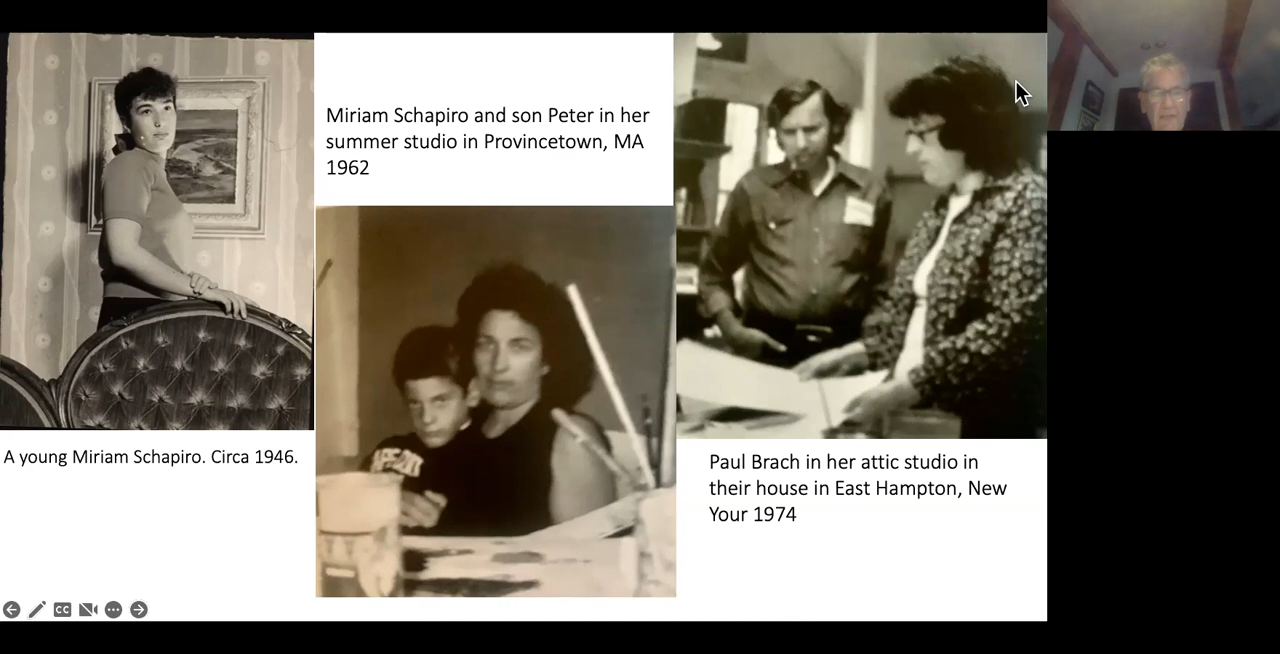 Miriam Schapiro and son Peter in her
summer studio in Provincetown, MA
1962
A young Miriam Schapiro. Circa 1946.
Paul Brach in her attic studio in
their house in East Hampton, New
Your 1974
CC